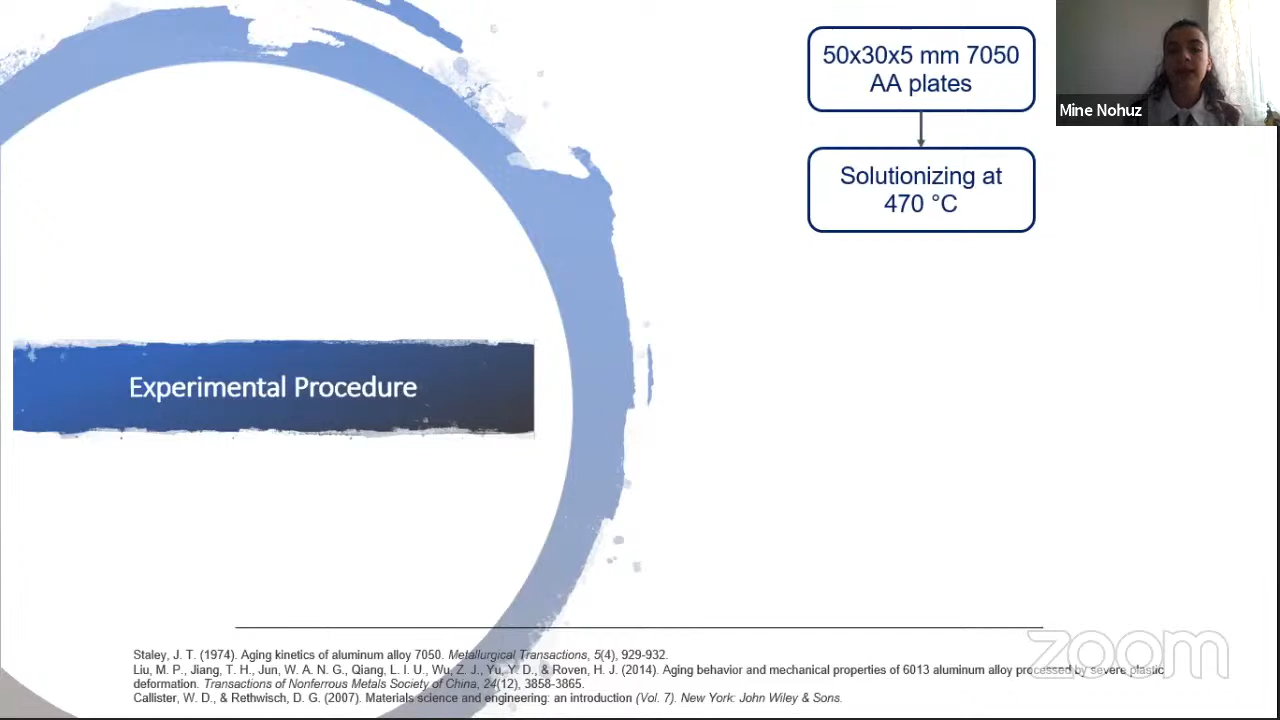 50x30x5 mm 7050
AA plates
Mine Nohuz
Solutionizing at
470 °C
Experimental Procedure
Staley, J. T. (1974). Aging kinetics of aluminum alloy 7050. Metallurgical Transactions, 5(4), 929-932.
Liu, M. P., Jiang, T. H., Jun, W. A. N. G., Qiang, L. I. U., Wu, Z. J., Yu, Y. D., & Roven, H. J. (2014). Aging behavior and mechanical properties of 6013 aluminum alloy processed by severe plastic
deformation. Transactions of Nonferrous Metals Society of China, 24(12), 3858-3865.
Callister, W. D., & Rethwisch, D. G. (2007). Materials science and engineering: an introduction (Vol. 7). New York: John Wiley & Sons.
zoom